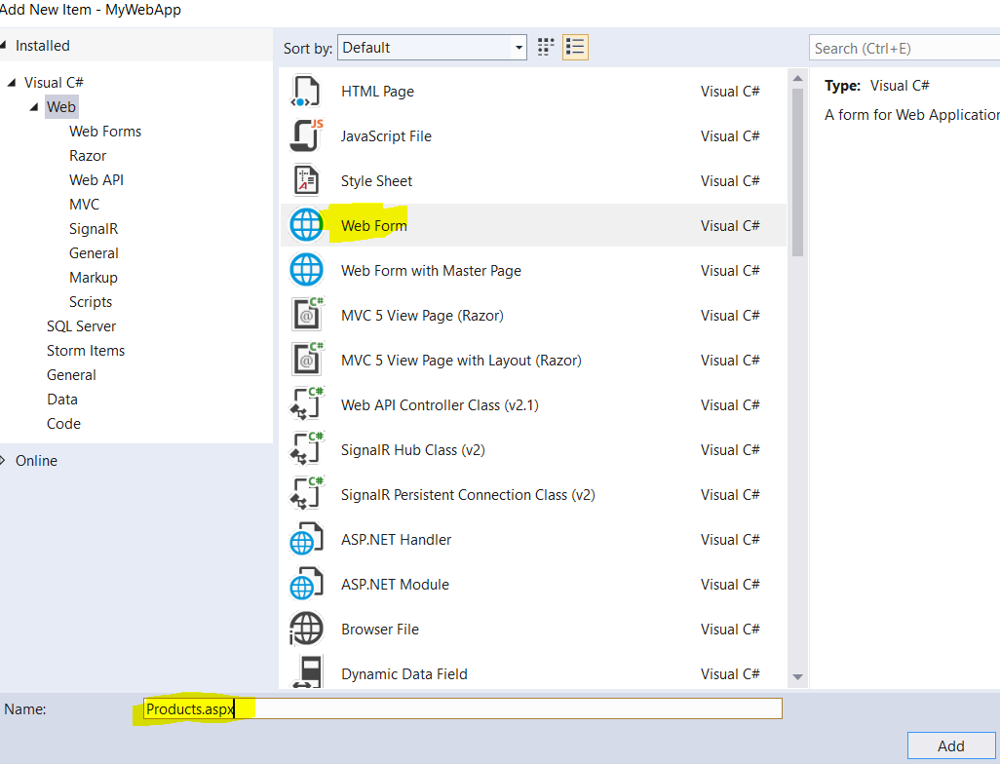 Add New Item - MyWebApp
Installed
Visual C#
Web
Web Forms
Razor
Web API
MVC
SignalR
General
Markup
Scripts
SQL Server
Storm Items
General
Data
Code
Online
Sort by: Default
HTML Page Visual C#
JS
JavaScript File Visual C#
A
Style Sheet Visual C#
Web Form Visual C#
Web Form with Master Page Visual C#
C#
@
MVC 5 View Page (Razor) Visual C#
C#
@
MVC 5 View Page with Layout (Razor) Visual C#
C#
Web API Controller Class (v2.1) Visual C#
C#
SignalR Hub Class (v2) Visual C#
C#
SignalR Persistent Connection Class (v2) Visual C#
ASP.NET Handler Visual C#
ASP.NET Module Visual C#
Browser File Visual C#
Dynamic Data Field Visual C#
Search (Ctrl+E)
Type: Visual C#
A form for Web Application
Name: Products.aspx
Add